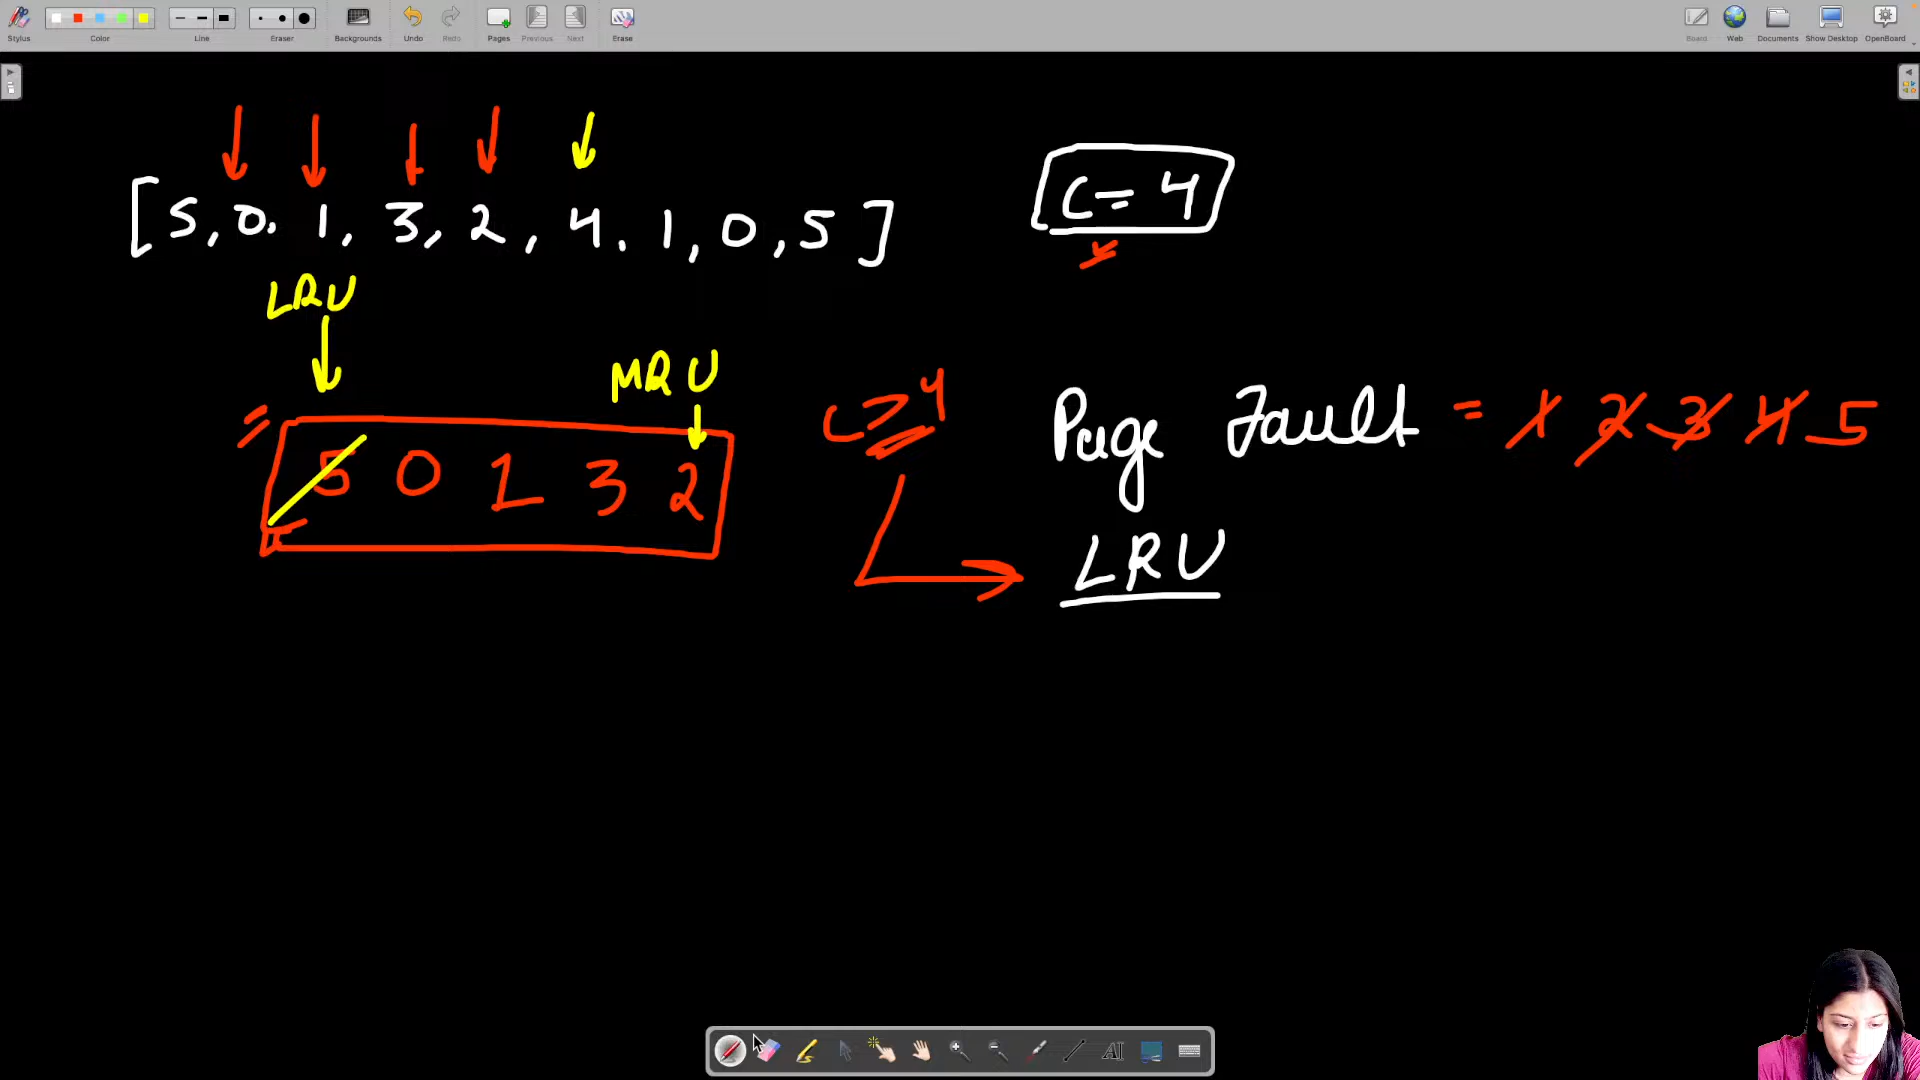 Stylus Color Line Eraser Backgrounds Undo Redo Pages Previous Next Erase Board Web Documents Show Desktop OpenBoard
[5, 0, 1, 3, 2, 4, 1, 0, 5]
C = 4
LRU
MRU
C > 4
Page Fault = 1 2 3 4 5
5 0 1 3 2
LRU